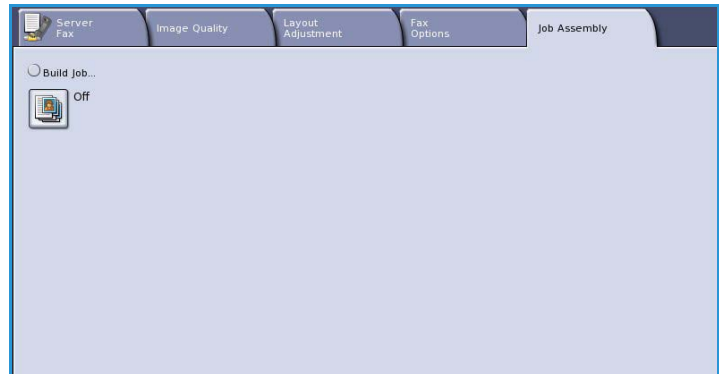 Server
Fax
Image Quality
Layout
Adjustment
Fax
Options
Job Assembly
Build Job...
Off